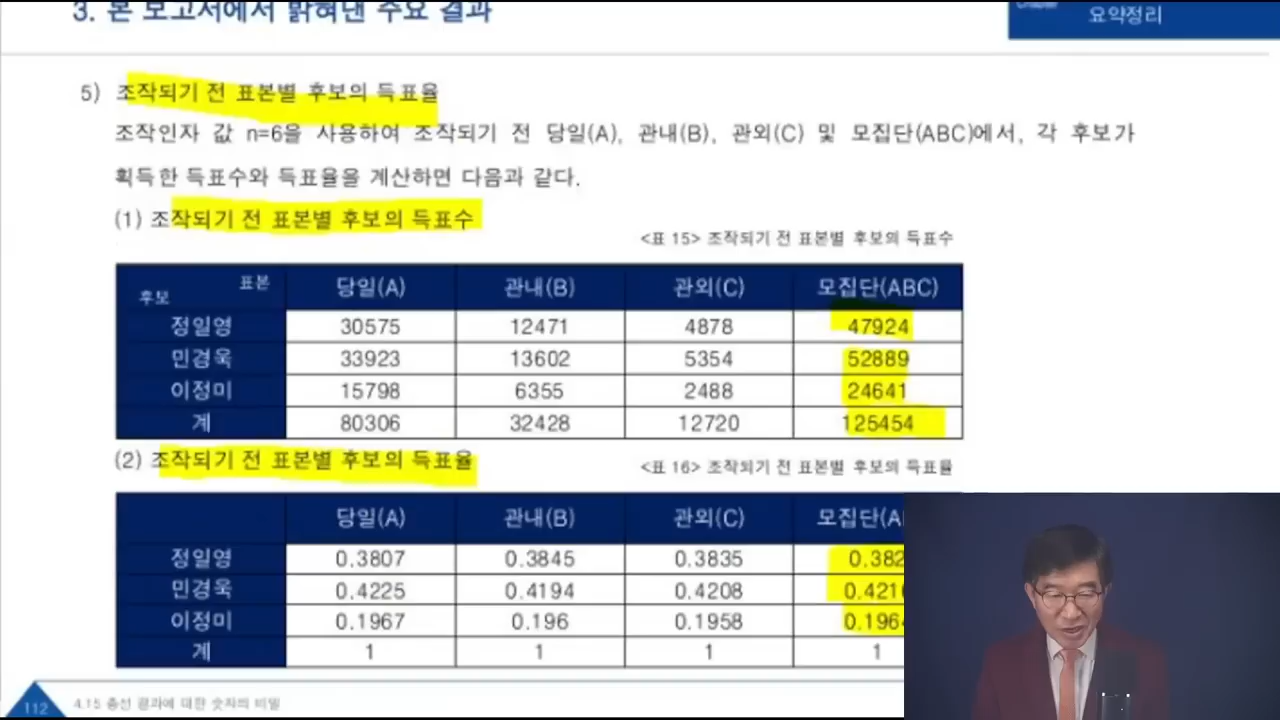 3. 본 보고서에서 밝혀낸 주요 결과
요약정리
5) 조작되기 전 표본별 후보의 득표율
조작인자 값 n=6을 사용하여 조작되기 전 당일(A), 관내(B), 관외(C) 및 모집단(ABC)에서, 각 후보가
획득한 득표수와 득표율을 계산하면 다음과 같다.
(1) 조작되기 전 표본별 후보의 득표수
<표 15> 조작되기 전 표본별 후보의 득표수
표본 후보 당일(A) 관내(B) 관외(C) 모집단(ABC)
정일영 30575 12471 4878 47924
민경욱 33923 13602 5354 52889
이정미 15798 6355 2488 24641
계 80306 32428 12720 125454
(2) 조작되기 전 표본별 후보의 득표율
<표 16> 조작되기 전 표본별 후보의 득표율
당일(A) 관내(B) 관외(C) 모집단(A
정일영 0.3807 0.3845 0.3835 0.382
민경욱 0.4225 0.4194 0.4208 0.421
이정미 0.1967 0.196 0.1958 0.196
계 1 1 1 1
112 4.15 총선 결과에 대한 숫자의 비밀